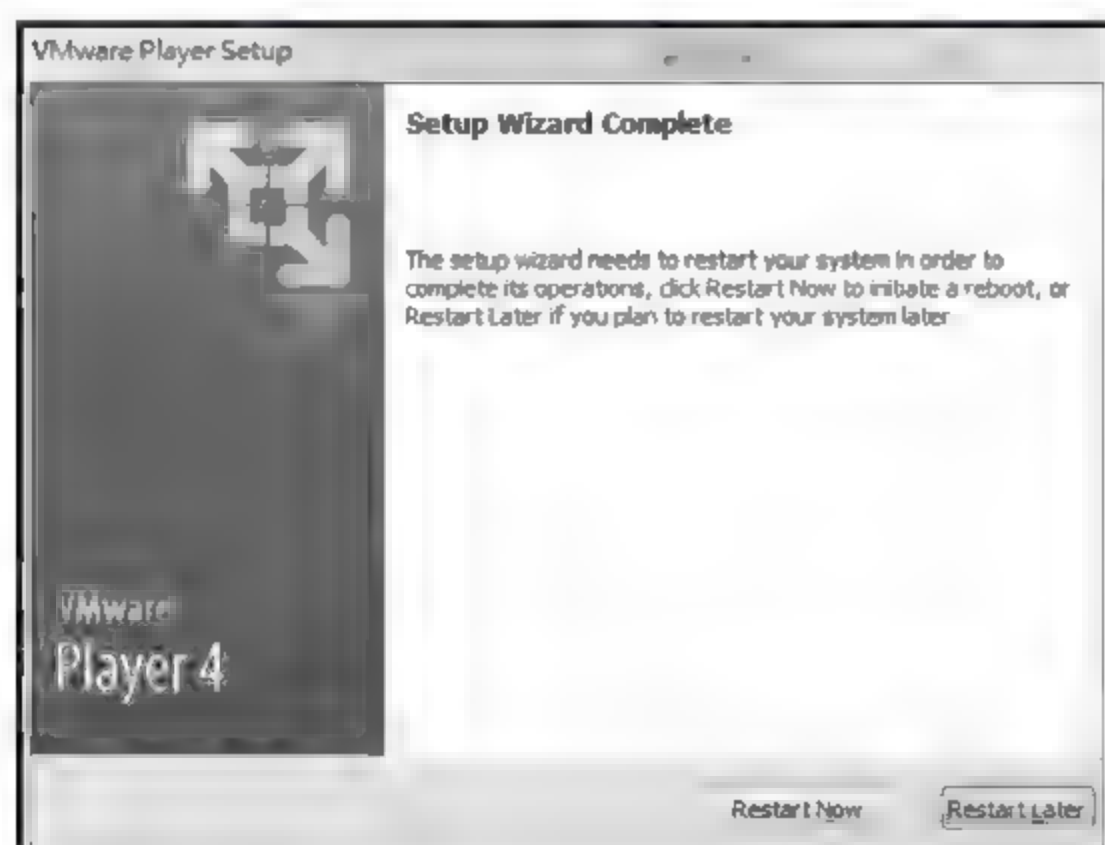 VMware Player Setup
Setup Wizard Complete
The setup wizard needs to restart your system in order to
complete its operations, click Restart Now to initiate a reboot, or
Restart Later if you plan to restart your system later
VMware
Player 4
Restart Now
Restart Later